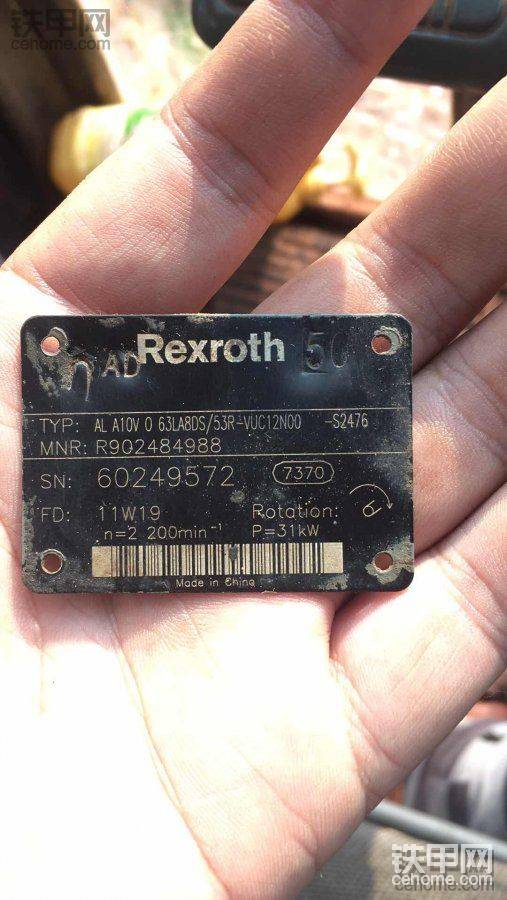 铁甲网
cehome.com
AD Rexroth 50
TYP: AL A10V O 63LA8DS/53R-VUC12N00 -S2476
MNR: R902484988
SN: 60249572 7370
FD: 11W19 Rotation:
n=2 200min⁻¹ P=31kW
Made in China
铁甲网
cehome.com